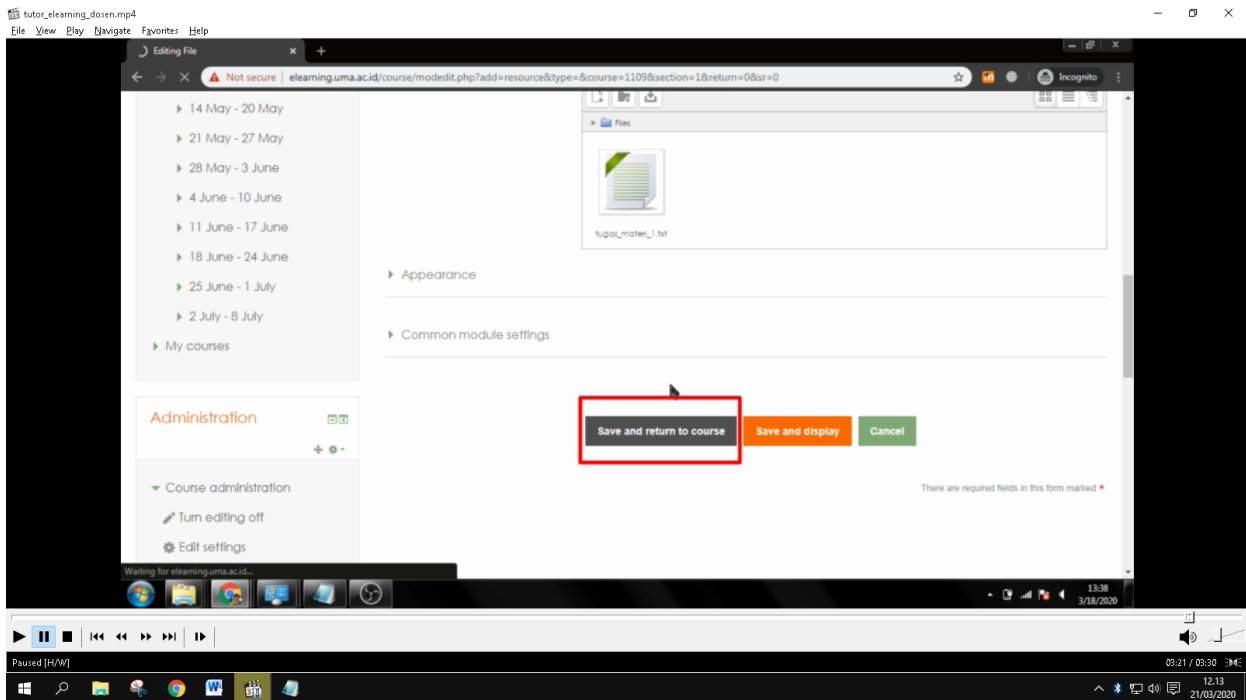 tutor_elearning_dosen.mp4
File View Play Navigate Favorites Help
Editing File
Not secure elearning.uma.ac.id/course/modedit.php?add=resource&type=&course=1109&section=1&return=0&sr=0
Incognito
14 May - 20 May
21 May - 27 May
28 May - 3 June
4 June - 10 June
11 June - 17 June
18 June - 24 June
25 June - 1 July
2 July - 8 July
My courses
Files
tugas_materi_1.txt
Appearance
Common module settings
Save and return to course Save and display Cancel
There are required fields in this form marked *.
Administration
Course administration
Turn editing off
Edit settings
Waiting for elearning.uma.ac.id...
13:38
3/18/2020
Paused [H/W]
03:21 / 03:30
12.13
21/03/2020